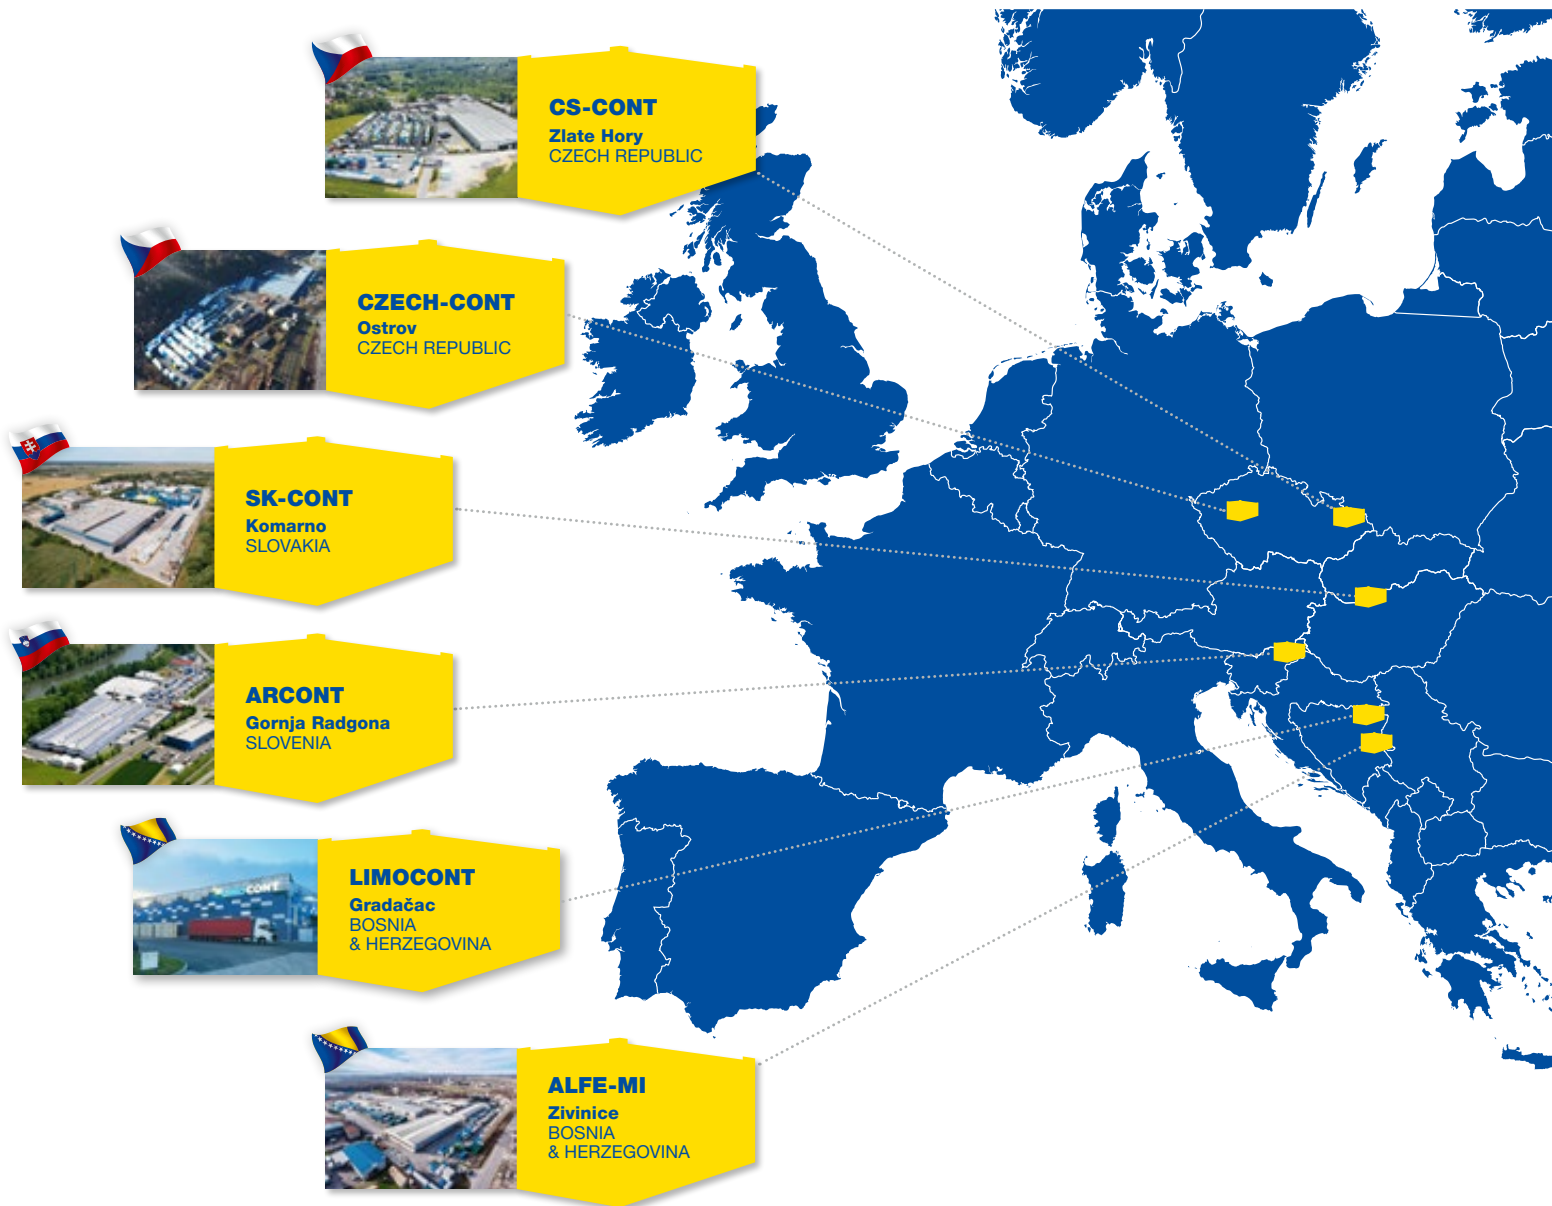 CS-CONT
Zlate Hory
CZECH REPUBLIC
CZECH-CONT
Ostrov
CZECH REPUBLIC
SK-CONT
Komarno
SLOVAKIA
ARCONT
Gornja Radgona
SLOVENIA
LIMOCONT
Gradačac
BOSNIA
& HERZEGOVINA
ALFE-MI
Zivinice
BOSNIA
& HERZEGOVINA